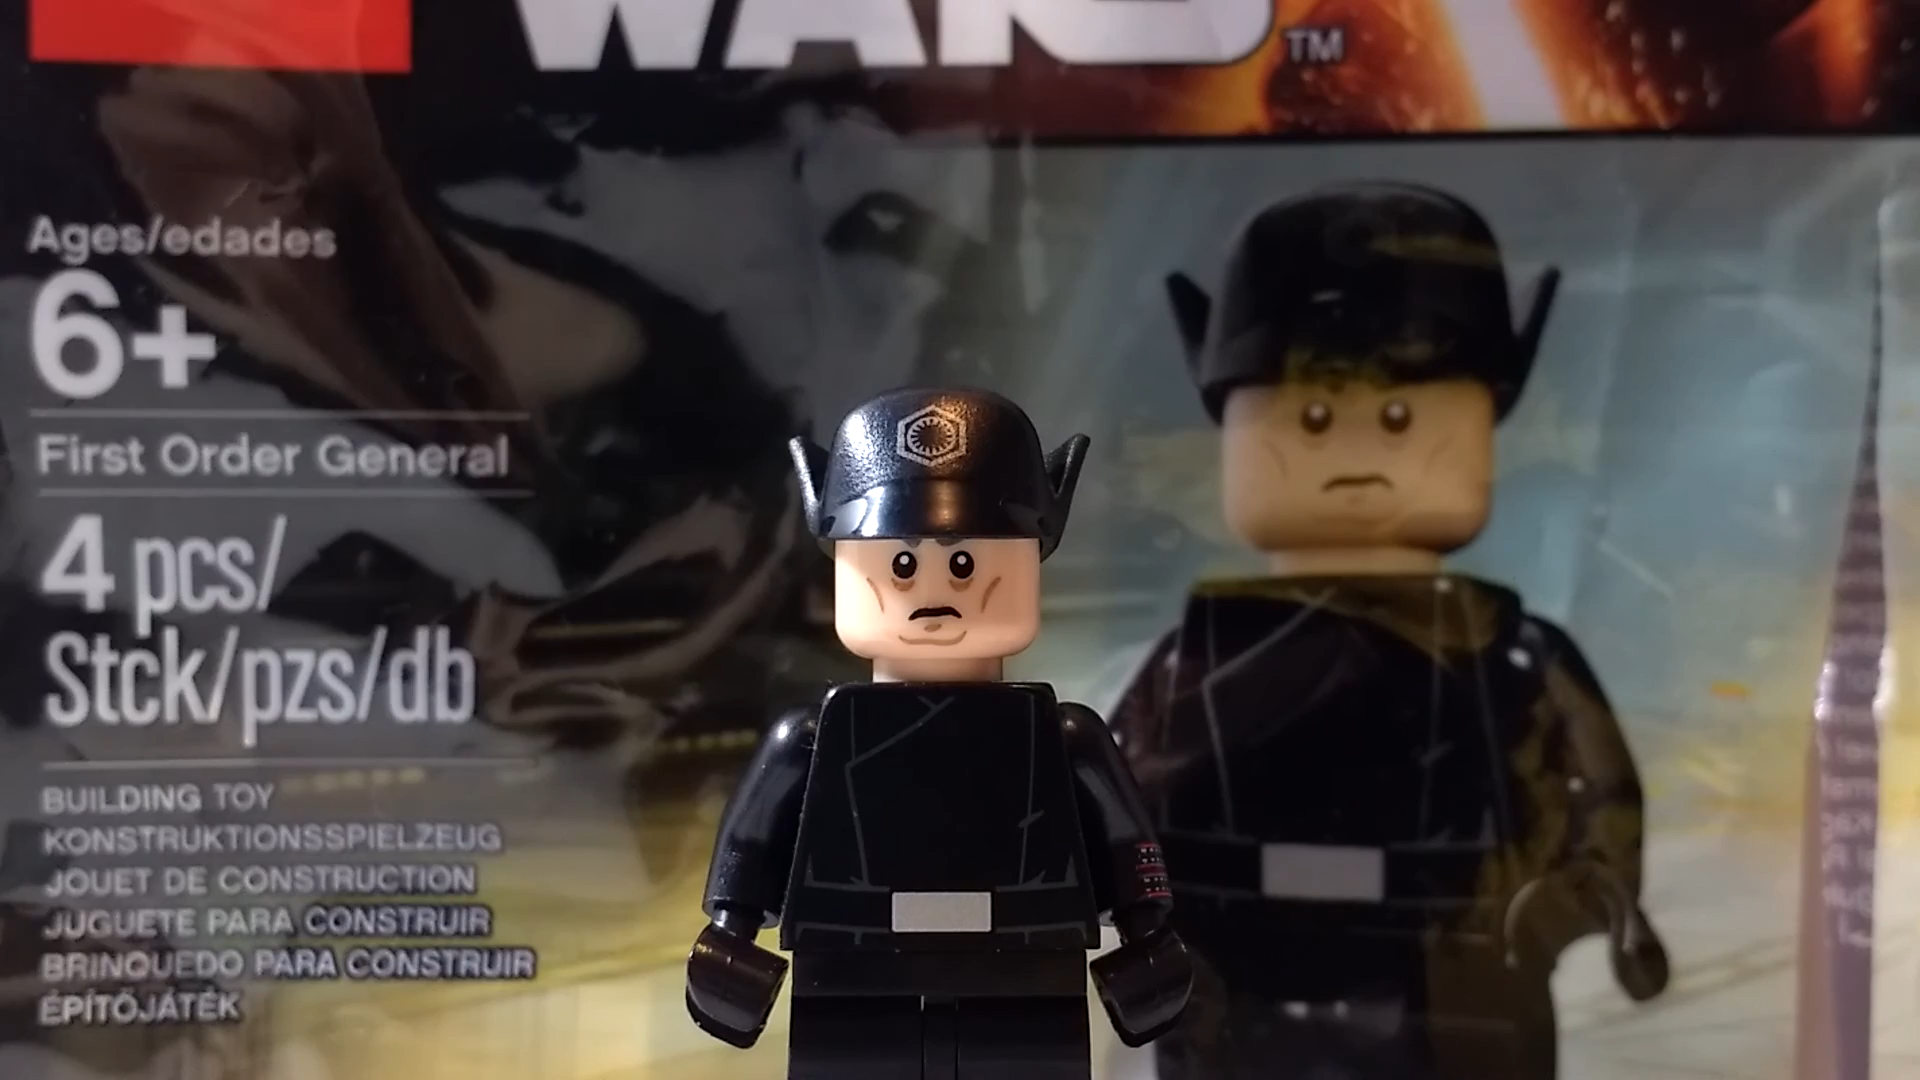 WARS
TM
Ages/edades
6+
First Order General
4 pcs/
Stck/pzs/db
BUILDING TOY
KONSTRUKTIONSSPIELZEUG
JOUET DE CONSTRUCTION
JUGUETE PARA CONSTRUIR
BRINQUEDO PARA CONSTRUIR
ÉPÍTŐJÁTÉK